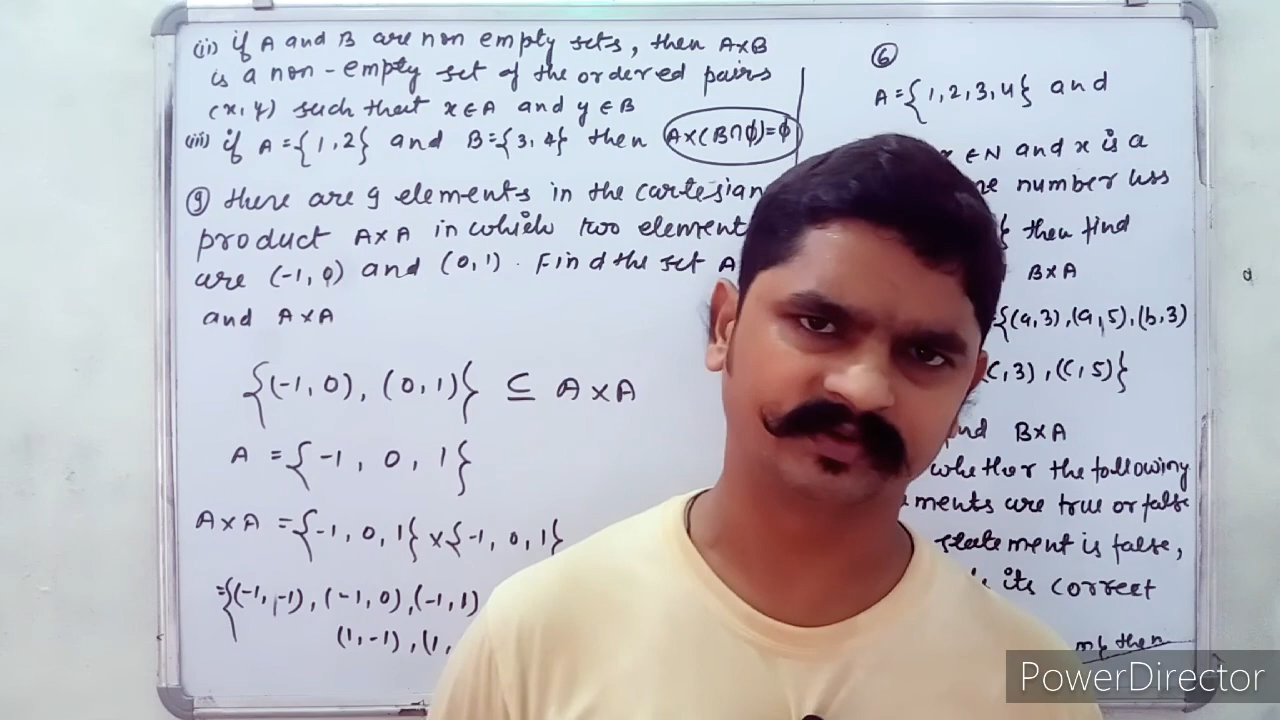 (ii) if A and B are non empty sets, then A×B
is a non-empty set of the ordered pairs
(x, y) such that x∈A and y∈B
(iii) if A={1,2} and B={3,4} then A×(B∩ϕ)=ϕ
⑨ there are 9 elements in the cartesian
product A×A in which two element
are (-1, 0) and (0, 1). Find the set A
and A×A
{(-1, 0), (0, 1)} ⊆ A×A
A = {-1, 0, 1}
A×A = {-1, 0, 1} × {-1, 0, 1}
={(-1,-1), (-1,0), (-1,1)
(1,-1), (1,
⑥
A={1,2,3,4} and
∈N and x is a
number less
then find
B×A
={(a,3), (a,5), (b,3)
(c,3), (c,5)}
B×A
whether the following
are true or false
statement is false,
its correct
then
PowerDirector